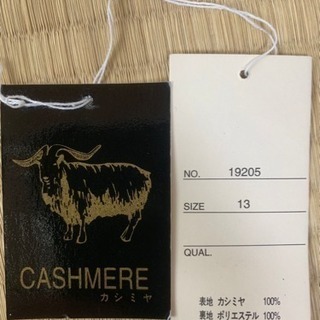 CASHMERE
カシミヤ
NO. 19205
SIZE 13
QUAL.
表地 カシミヤ 100%
裏地 ポリエステル 100%